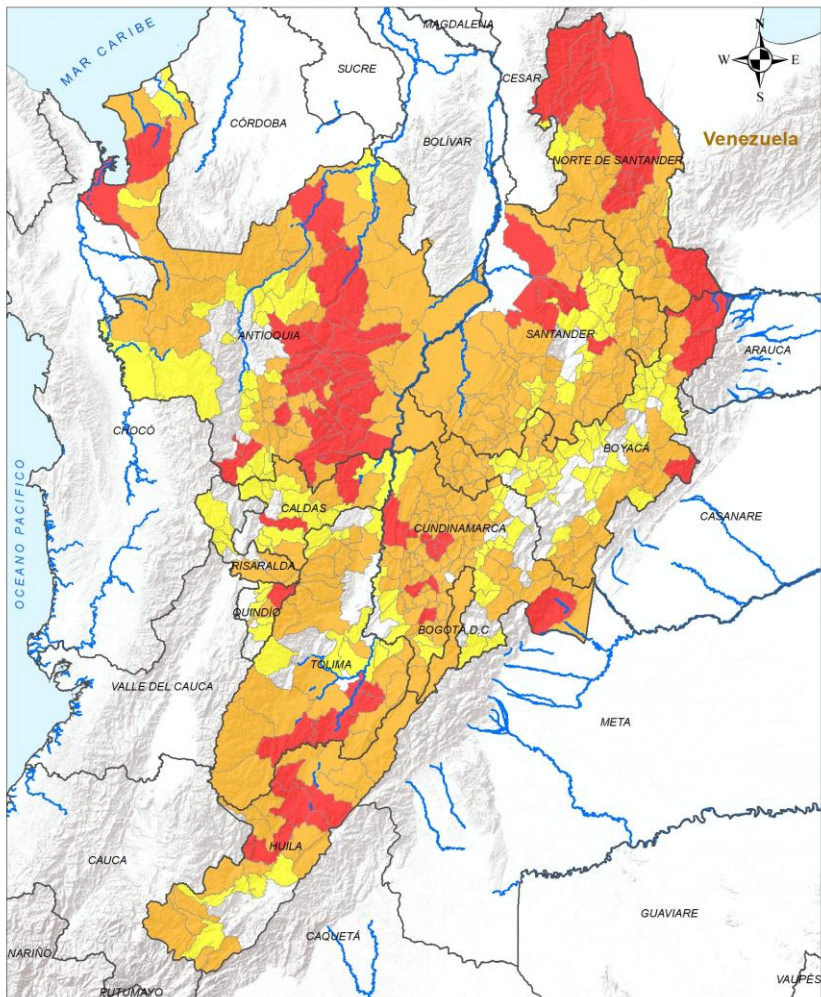 MAGDALENA
N
MAR CARIBE
SUCRE
CESAR
W
E
S
CÓRDOBA
BOLÍVAR
Venezuela
NORTE DE SANTANDER
ANTIOQUIA
SANTANDER
ARAUCA
CHOCÓ
BOYACÁ
OCEANO PACIFICO
CALDAS
CUNDINAMARCA
CASANARE
RISARALDA
QUINDÍO
BOGOTÁ, D.C
TOLIMA
VALLE DEL CAUCA
META
HUILA
CAUCA
GUAVIARE
CAQUETÁ
NARIÑO
PUTUMAYO
VAUPÉS